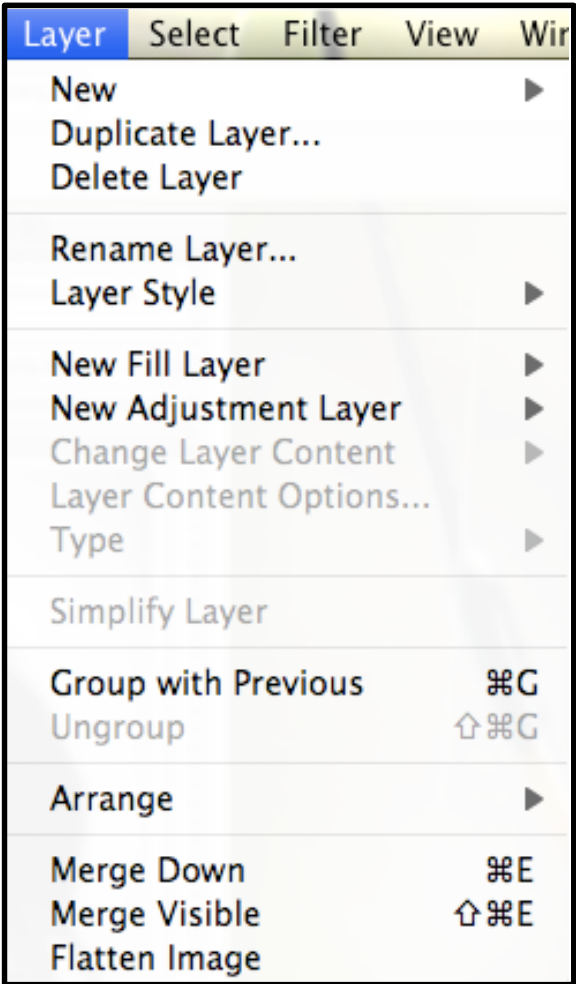 Layer Select Filter View Wir
New
Duplicate Layer...
Delete Layer
Rename Layer...
Layer Style
New Fill Layer
New Adjustment Layer
Change Layer Content
Layer Content Options...
Type
Simplify Layer
Group with Previous ⌘G
Ungroup ⇧⌘G
Arrange
Merge Down ⌘E
Merge Visible ⇧⌘E
Flatten Image